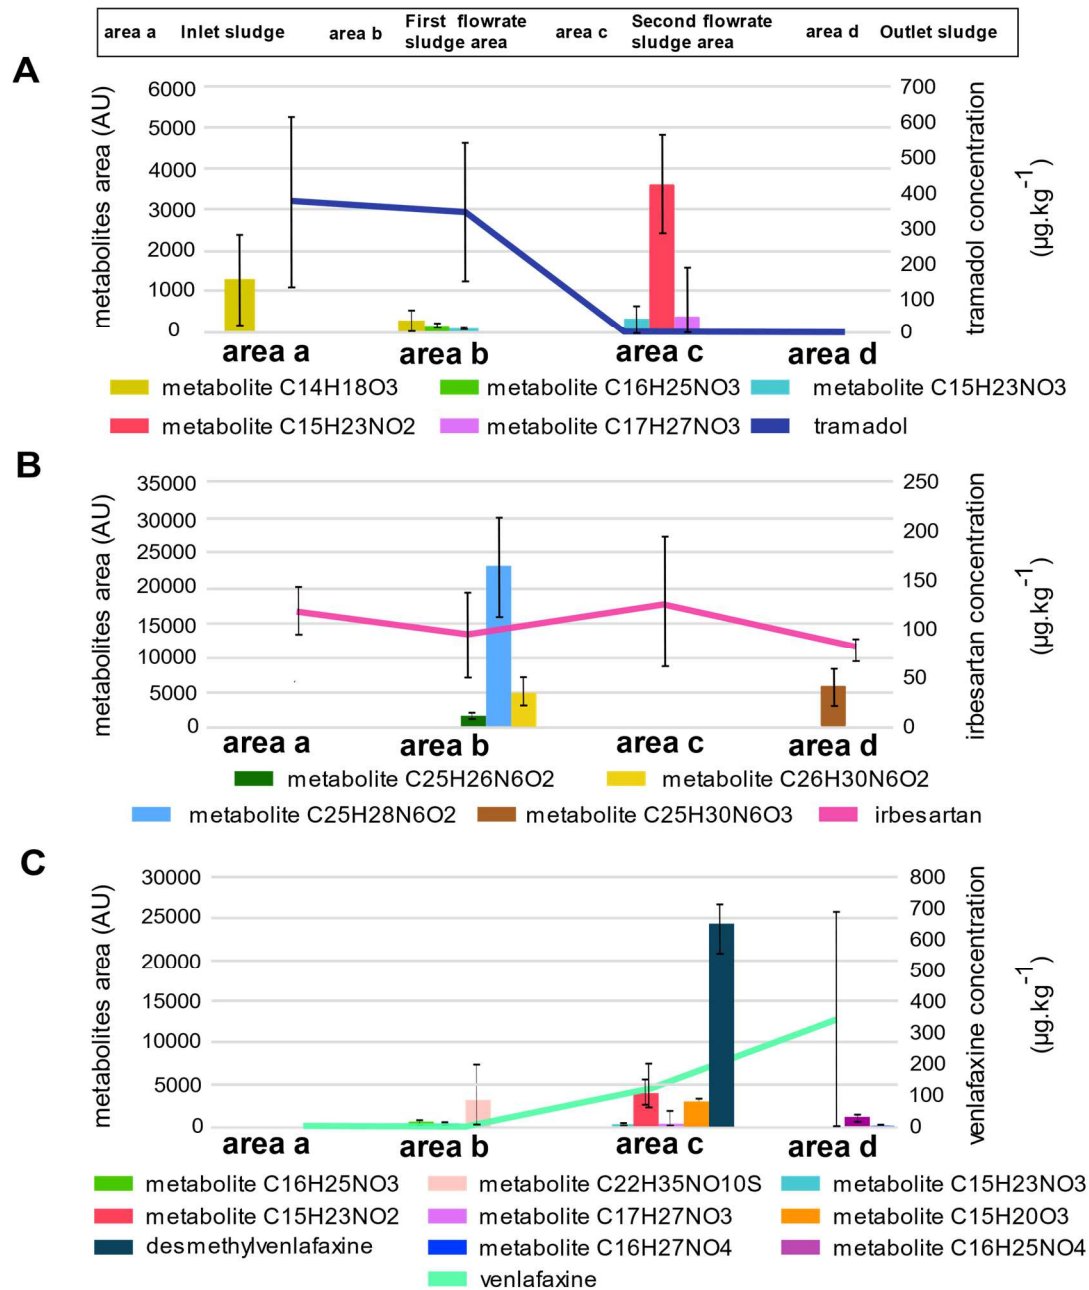 area a Inlet sludge area b First flowrate sludge area area c Second flowrate sludge area area d Outlet sludge
A
metabolites area (AU)
6000
5000
4000
3000
2000
1000
0
700
600
500
400
300
200
100
0
tramadol concentration
(µg.kg-1)
area a area b area c area d
metabolite C14H18O3 metabolite C16H25NO3 metabolite C15H23NO3
metabolite C15H23NO2 metabolite C17H27NO3 tramadol
B
metabolites area (AU)
35000
30000
25000
20000
15000
10000
5000
0
250
200
150
100
50
0
irbesartan concentration
(µg.kg-1)
area a area b area c area d
metabolite C25H26N6O2 metabolite C26H30N6O2
metabolite C25H28N6O2 metabolite C25H30N6O3 irbesartan
C
metabolites area (AU)
30000
25000
20000
15000
10000
5000
0
800
700
600
500
400
300
200
100
0
venlafaxine concentration
(µg.kg-1)
area a area b area c area d
metabolite C16H25NO3 metabolite C22H35NO10S metabolite C15H23NO3
metabolite C15H23NO2 metabolite C17H27NO3 metabolite C15H20O3
desmethylvenlafaxine metabolite C16H27NO4 metabolite C16H25NO4
venlafaxine